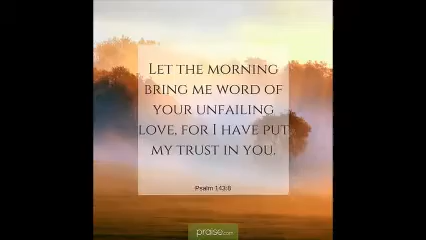 Let the morning
bring me word of
your unfailing
love, for I have put
my trust in you.
Psalm 143:8
praise.com